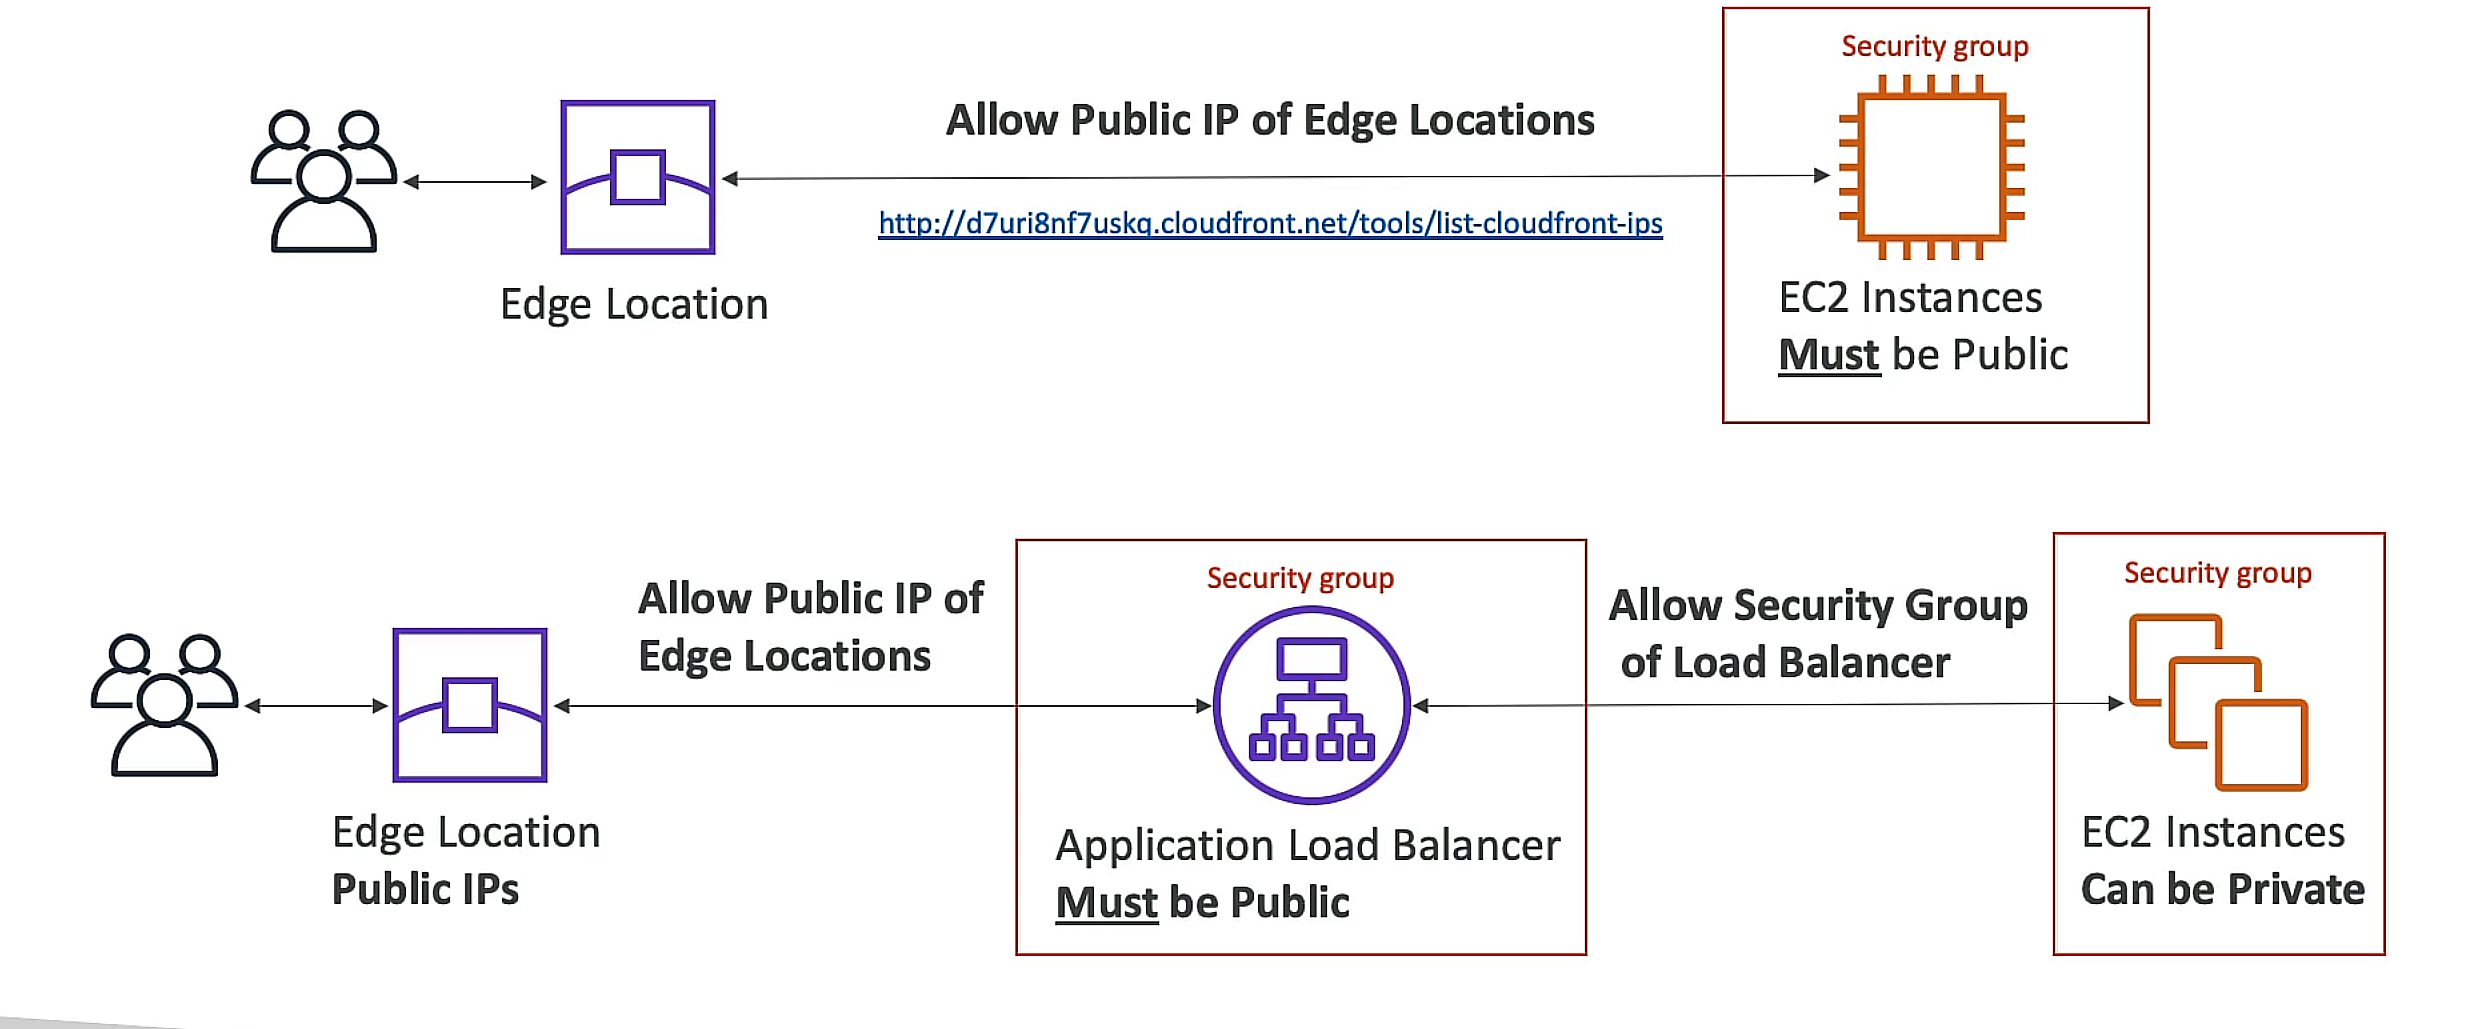 Security group
Allow Public IP of Edge Locations
http://d7uri8nf7uskq.cloudfront.net/tools/list-cloudfront-ips
Edge Location
EC2 Instances
Must be Public
Security group
Allow Public IP of
Edge Locations
Allow Security Group
of Load Balancer
Security group
Edge Location
Public IPs
Application Load Balancer
Must be Public
EC2 Instances
Can be Private